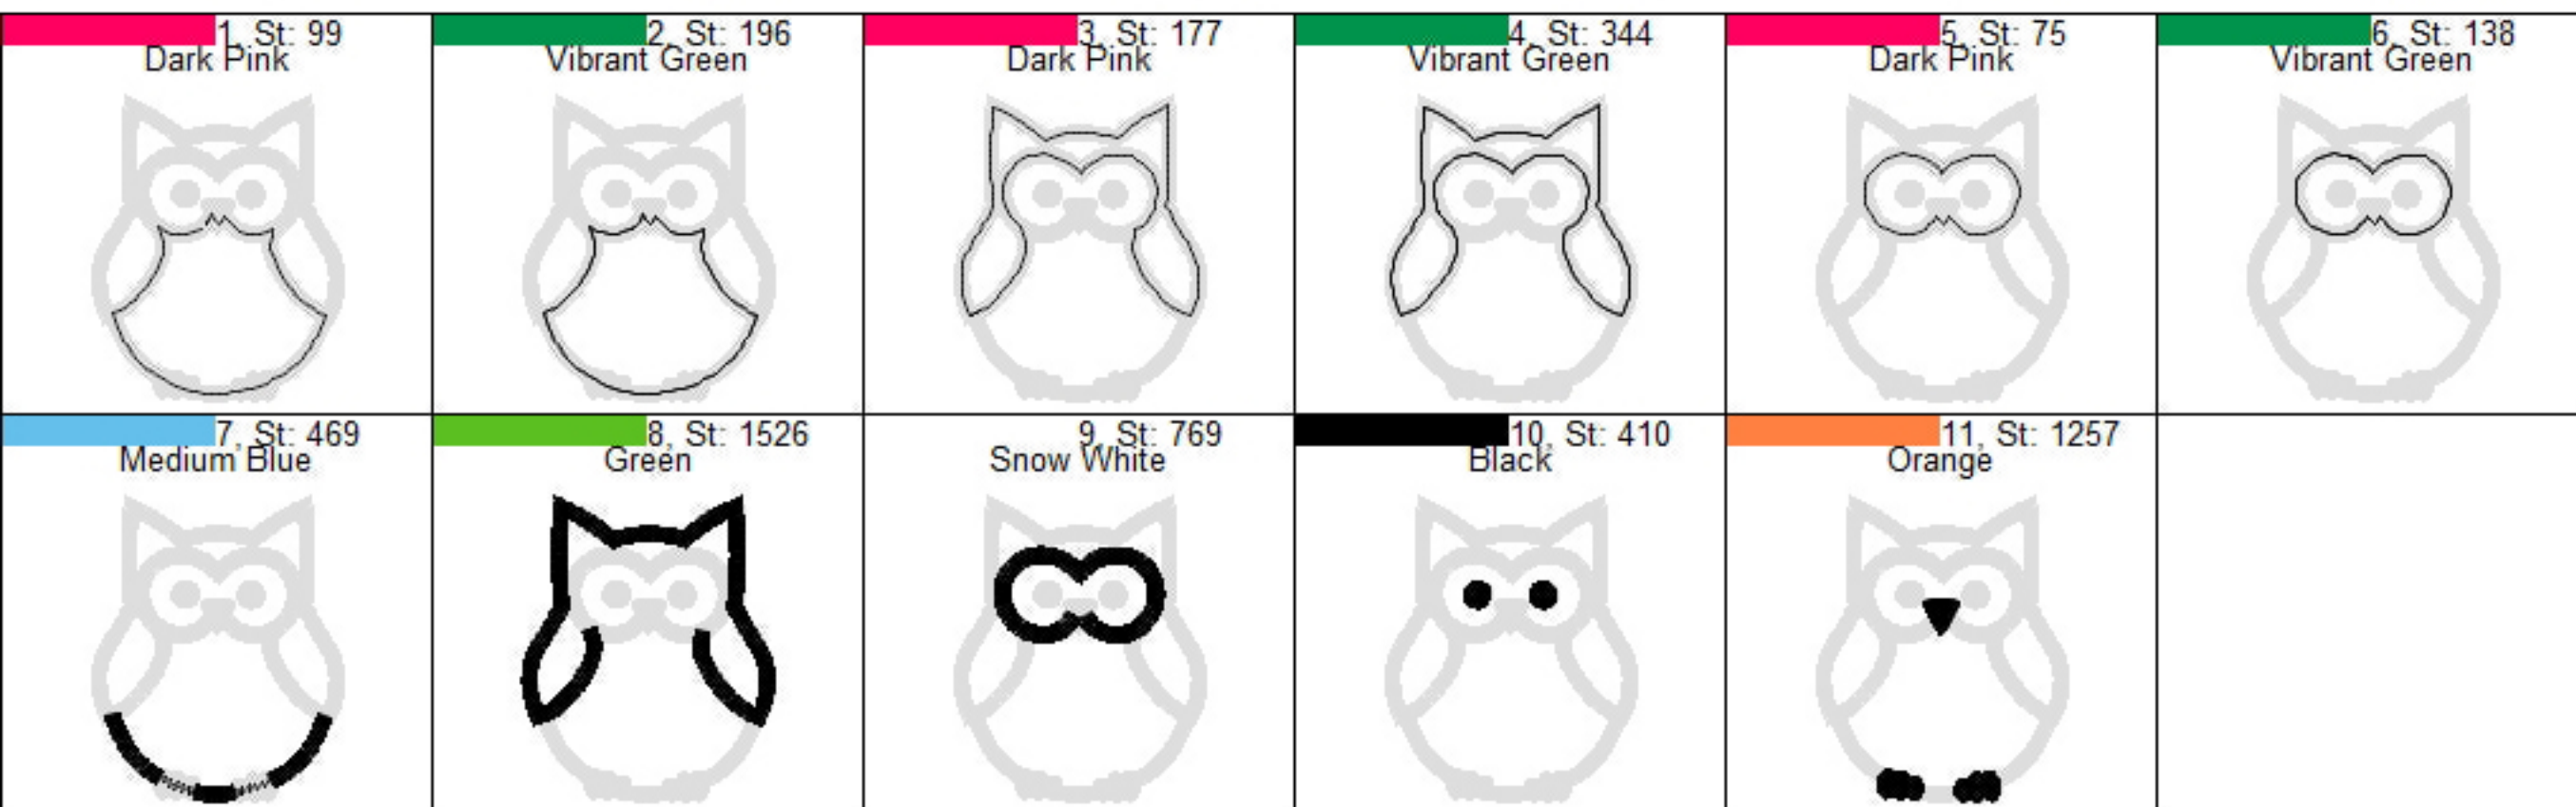 1, St: 99
Dark Pink
2, St: 196
Vibrant Green
3, St: 177
Dark Pink
4, St: 344
Vibrant Green
5, St: 75
Dark Pink
6, St: 138
Vibrant Green
7, St: 469
Medium Blue
8, St: 1526
Green
9, St: 769
Snow White
10, St: 410
Black
11, St: 1257
Orange